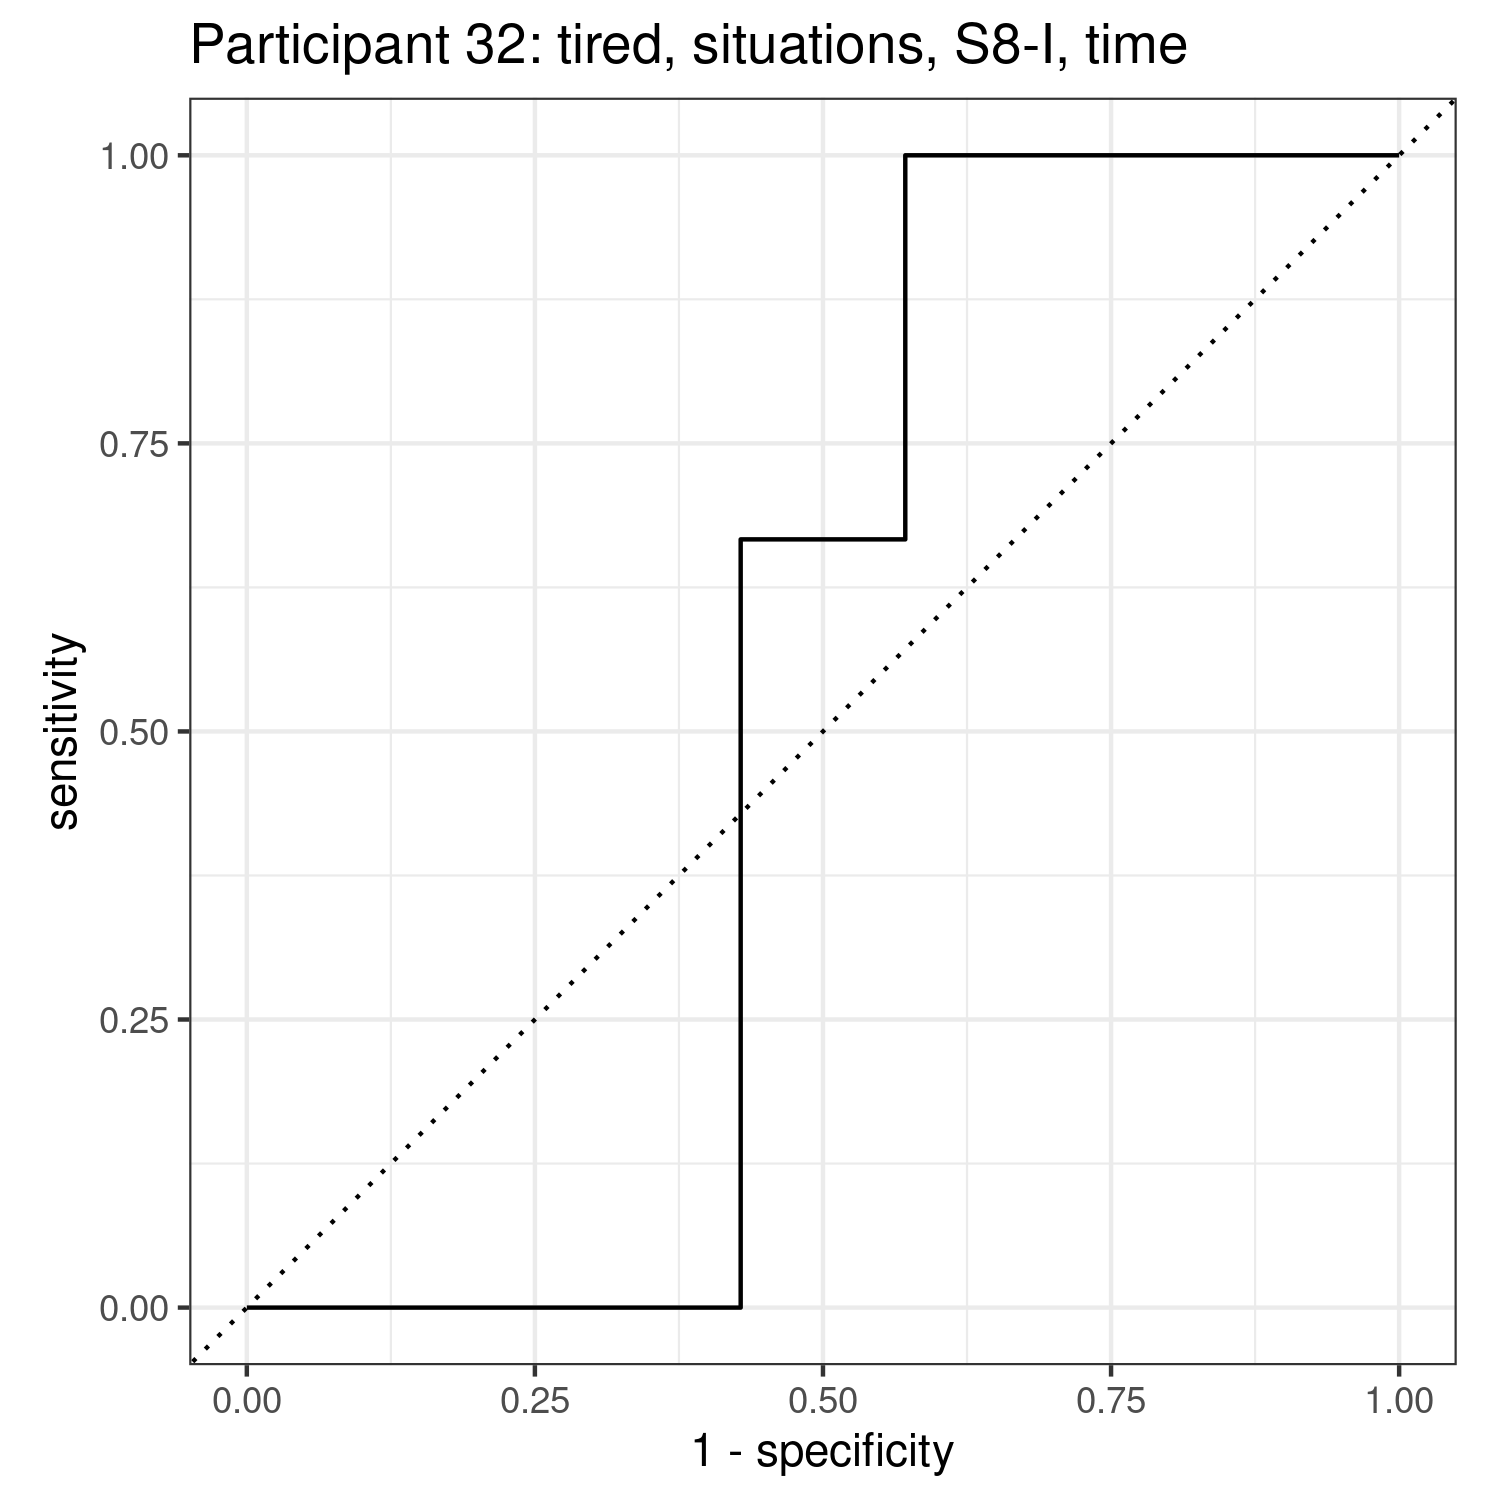 Participant 32: tired, situations, S8-I, time
1.00
0.75
0.50
0.25
0.00
sensitivity
0.00 0.25 0.50 0.75 1.00
1 - specificity